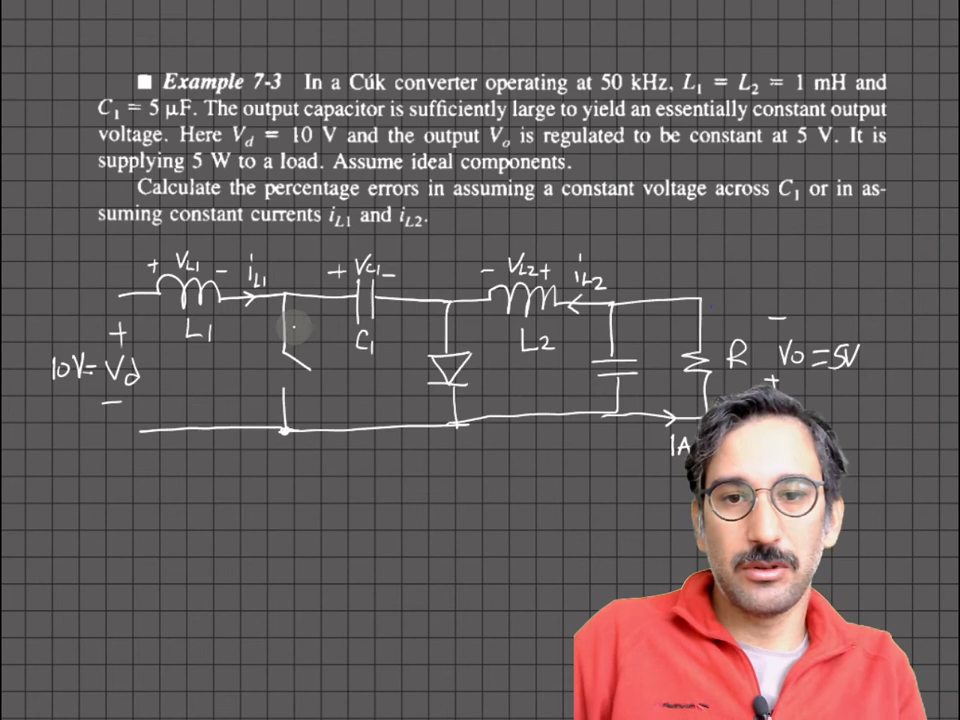 ■ Example 7-3 In a Cúk converter operating at 50 kHz, L₁ = L₂ = 1 mH and
C₁ = 5 μF. The output capacitor is sufficiently large to yield an essentially constant output
voltage. Here V_d = 10 V and the output V_o is regulated to be constant at 5 V. It is
supplying 5 W to a load. Assume ideal components.
Calculate the percentage errors in assuming a constant voltage across C₁ or in as-
suming constant currents i_L1 and i_L2.
+ VL1 - iL1 + VC1 - - VL2 + iL2
L1 C1 L2
+ -
10V = Vd R Vo = 5V
- +
1A